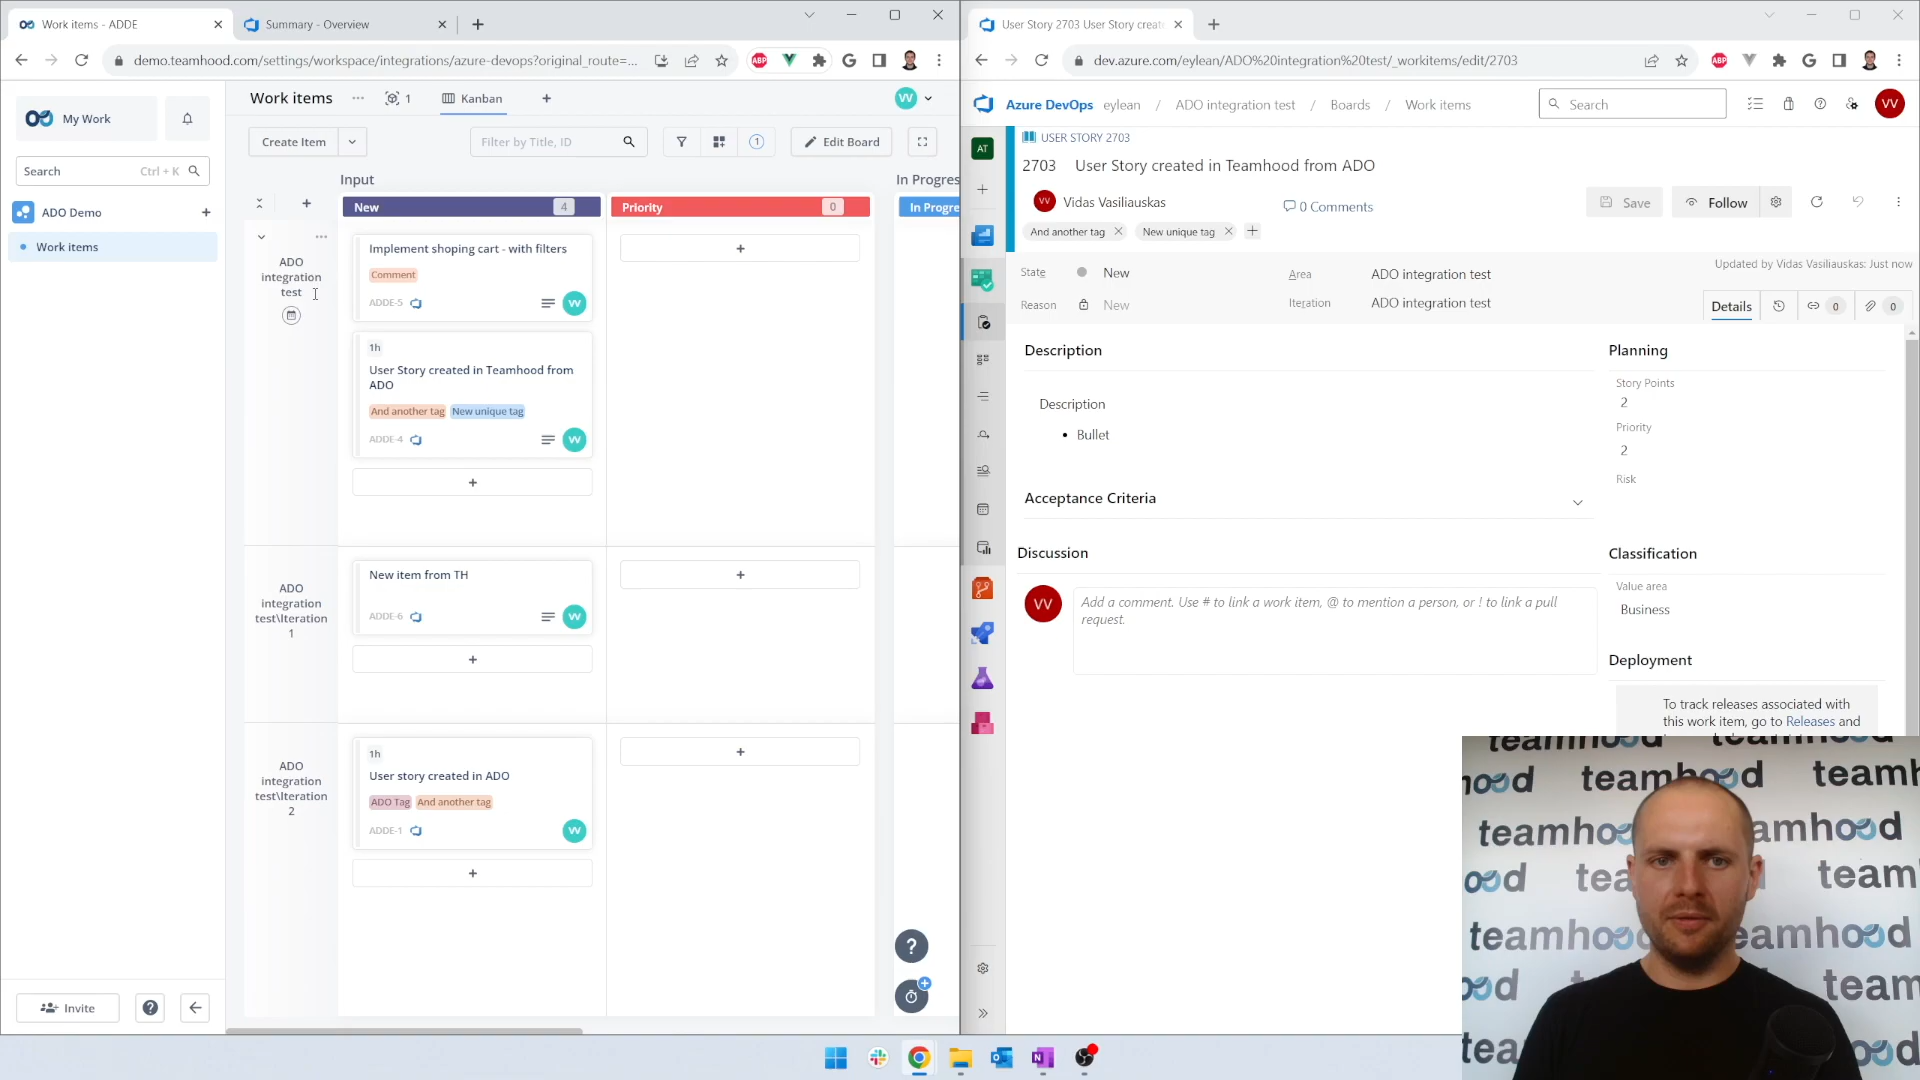 Work items - ADDE
Summary - Overview
demo.teamhood.com/settings/workspace/integrations/azure-devops?original_route=...
My Work
Search Ctrl + K
ADO Demo
Work items
Invite
Work items
1
Kanban
VV
Create Item
Filter by Title, ID
1
Edit Board
Input
In Progres
New 4
Priority 0
In Progre
ADO
integration
test
Implement shoping cart - with filters
Comment
ADDE-5
VV
1h
User Story created in Teamhood from
ADO
And another tag New unique tag
ADDE-4
VV
ADO
integration
test\Iteration
1
New item from TH
ADDE-6
VV
ADO
integration
test\Iteration
2
1h
User story created in ADO
ADO Tag And another tag
ADDE-1
VV
User Story 2703 User Story creat
dev.azure.com/eylean/ADO%20integration%20test/_workitems/edit/2703
ABP
ABP
Azure DevOps eylean / ADO integration test / Boards / Work items
Search
VV
AT
USER STORY 2703
2703 User Story created in Teamhood from ADO
VV Vidas Vasiliauskas
0 Comments
Save
Follow
And another tag
New unique tag
State New
Area ADO integration test
Updated by Vidas Vasiliauskas: Just now
Reason New
Iteration ADO integration test
Details
0
0
Description
Description
Bullet
Acceptance Criteria
Discussion
VV
Add a comment. Use # to link a work item, @ to mention a person, or ! to link a pull
request.
Planning
Story Points
2
Priority
2
Risk
Classification
Value area
Business
Deployment
To track releases associated with
this work item, go to Releases and
teamhood